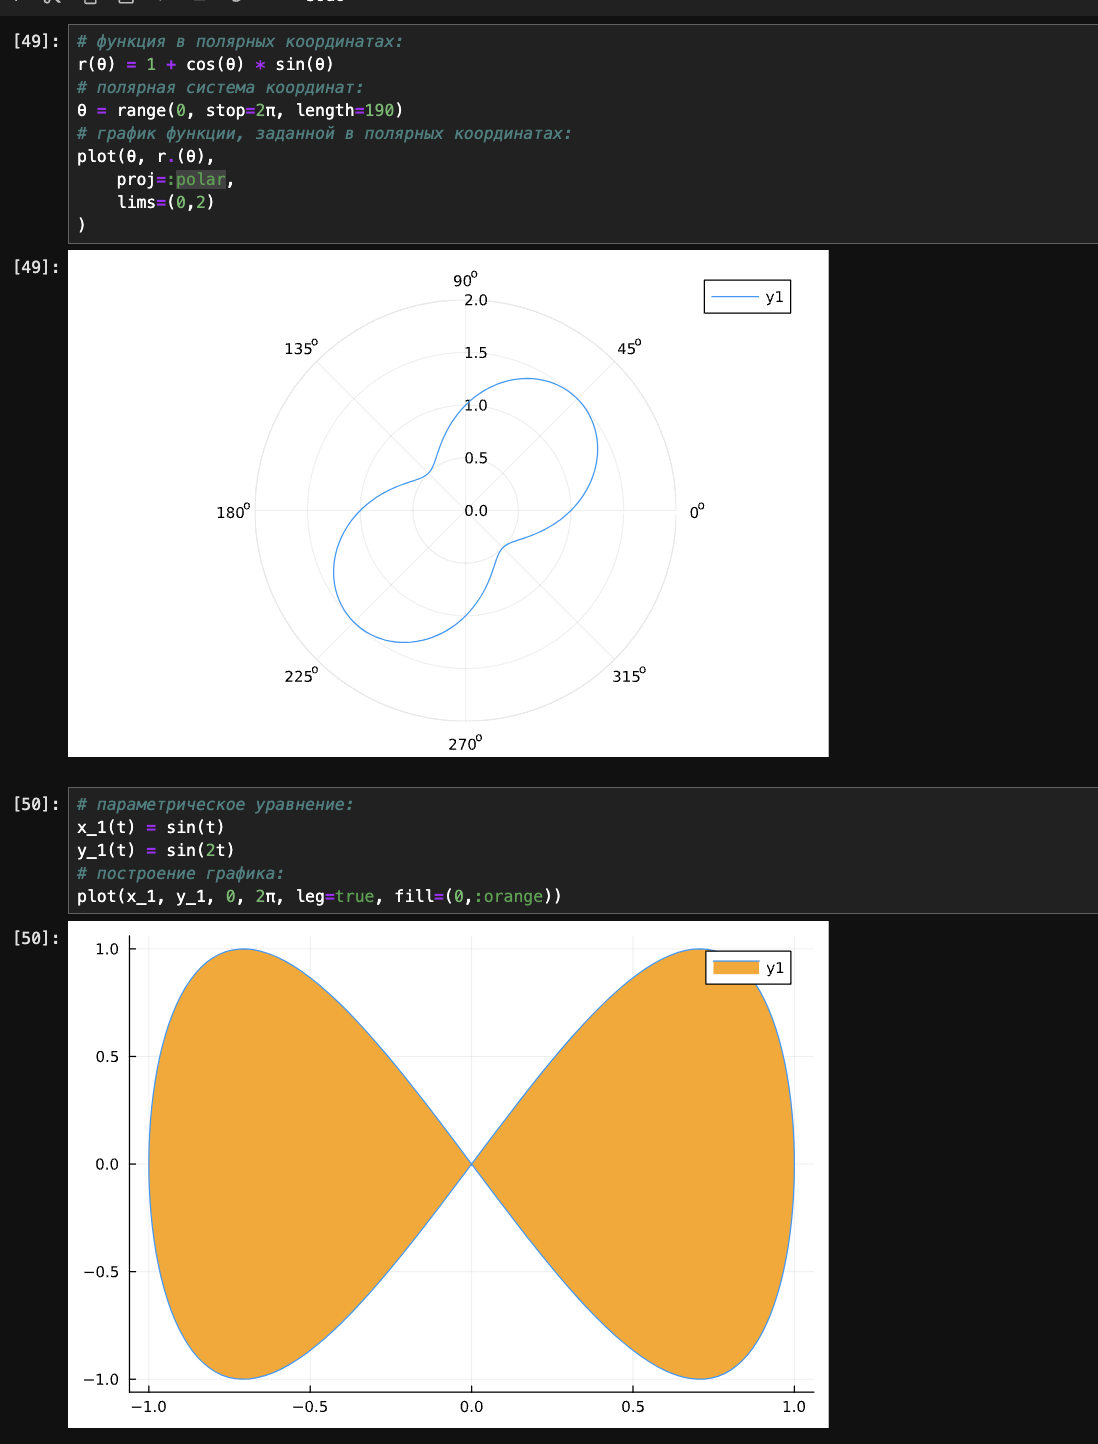 [49]:
# функция в полярных координатах:
r(θ) = 1 + cos(θ) * sin(θ)
# полярная система координат:
θ = range(0, stop=2π, length=190)
# график функции, заданной в полярных координатах:
plot(θ, r.(θ),
    proj=:polar,
    lims=(0,2)
)
[49]:
90°
2.0
y1
135°
45°
1.5
1.0
0.5
180°
0.0
0°
225°
315°
270°
[50]:
# параметрическое уравнение:
x_1(t) = sin(t)
y_1(t) = sin(2t)
# построение графика:
plot(x_1, y_1, 0, 2π, leg=true, fill=(0,:orange))
[50]:
1.0
y1
0.5
0.0
−0.5
−1.0
−1.0 −0.5 0.0 0.5 1.0